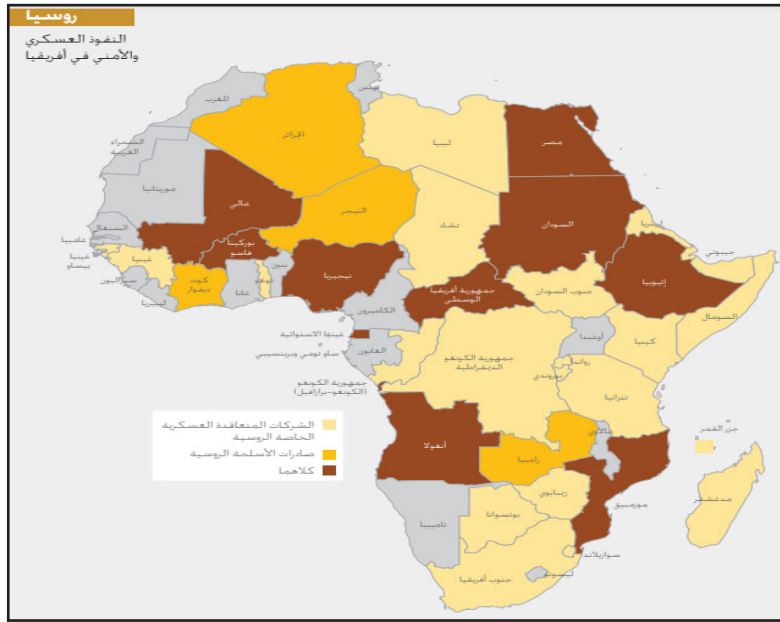 روسيا
النفوذ العسكري
والأمني في أفريقيا
تونس
المغرب
الجزائر
ليبيا
مصر
الصحراء
الغربية
موريتانيا
مالي
النيجر
تشاد
السودان
إريتريا
جيبوتي
السنغال
غامبيا
غينيا
بيساو
غينيا
سيراليون
ليبيريا
كوت
ديفوار
بوركينا
فاسو
غانا
توغو
بنين
نيجيريا
الكاميرون
جمهورية أفريقيا
الوسطى
جنوب السودان
إثيوبيا
الصومال
غينيا الاستوائية
ساو تومي وبرينسيبي
الغابون
جمهورية الكونغو
(الكونغو-برازافيل)
جمهورية الكونغو
الديمقراطية
أوغندا
كينيا
رواندا
بوروندي
تنزانيا
جزر القمر
الشركات المتعاقدة العسكرية
الخاصة الروسية
صادرات الأسلحة الروسية
كلاهما
أنغولا
زامبيا
مالاوي
موزمبيق
مدغشقر
زيمبابوي
بوتسوانا
ناميبيا
سوازيلاند
ليسوتو
جنوب أفريقيا